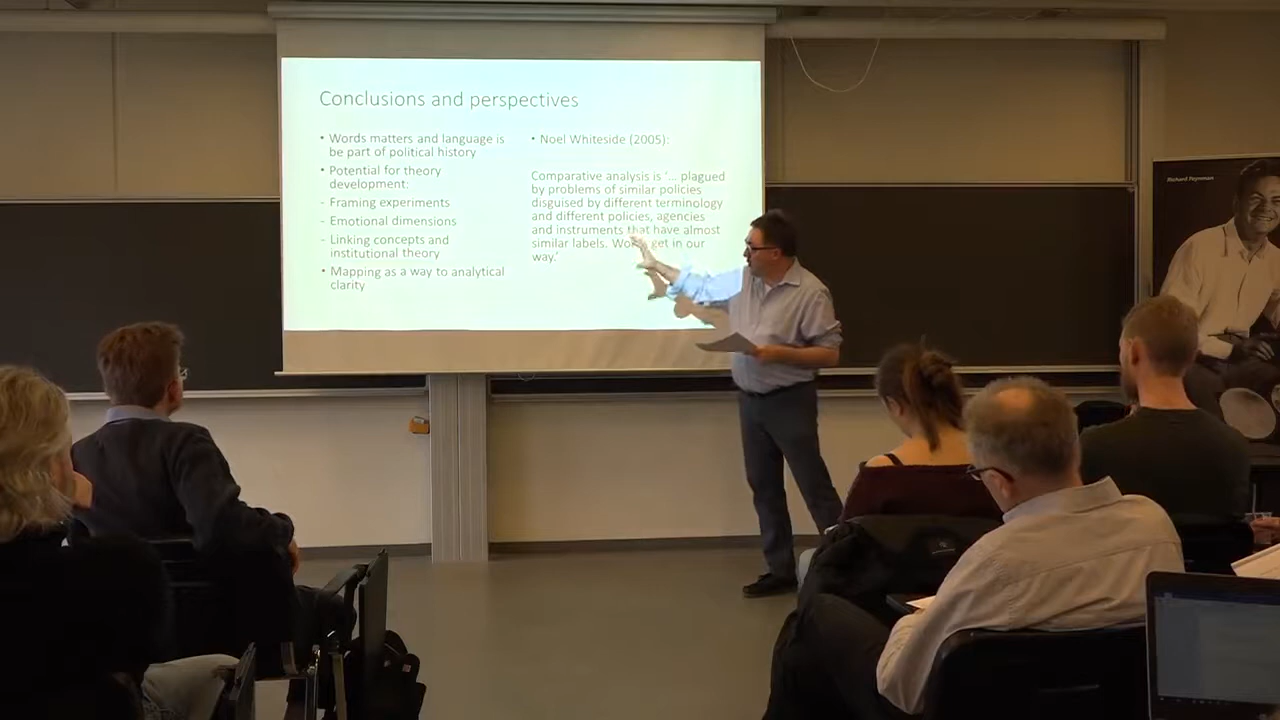 Conclusions and perspectives
• Words matters and language is
be part of political history
• Potential for theory
development:
- Framing experiments
- Emotional dimensions
- Linking concepts and
institutional theory
• Mapping as a way to analytical
clarity
• Noel Whiteside (2005):
Comparative analysis is ‘… plagued
by problems of similar policies
disguised by different terminology
and different policies, agencies
and instruments that have almost
similar labels. Words get in our
way.’
Richard Feynman